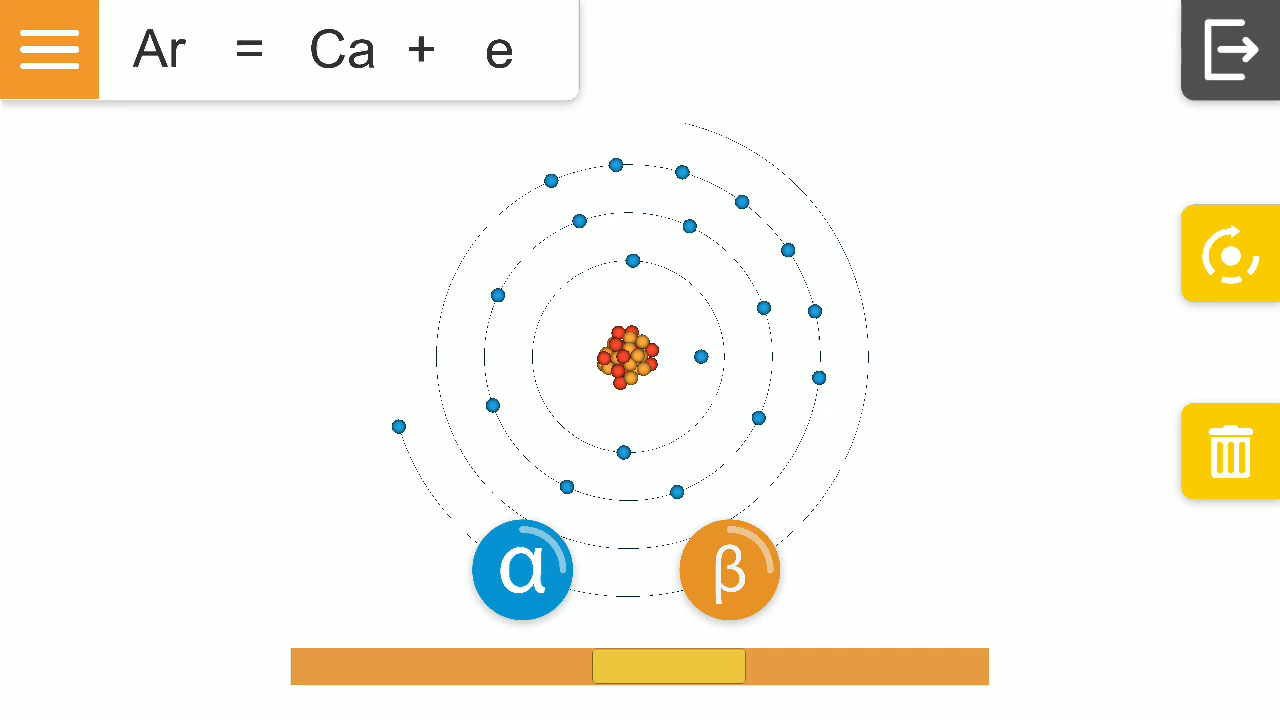 Ar = Ca + e
α β